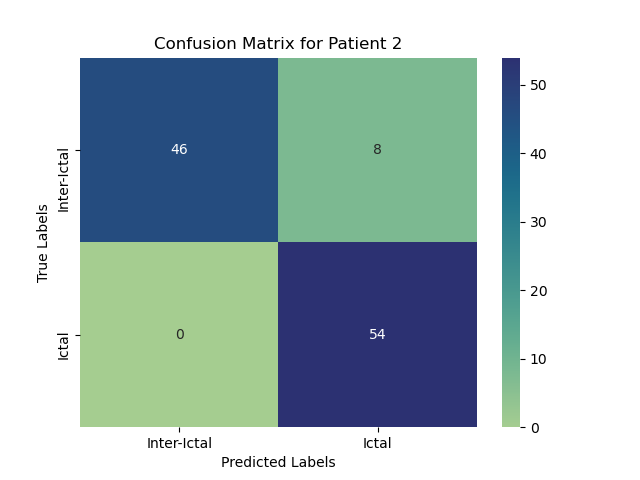 Confusion Matrix for Patient 2
True Labels
Inter-Ictal
46
8
Ictal
0
54
Inter-Ictal
Ictal
Predicted Labels
50
40
30
20
10
0